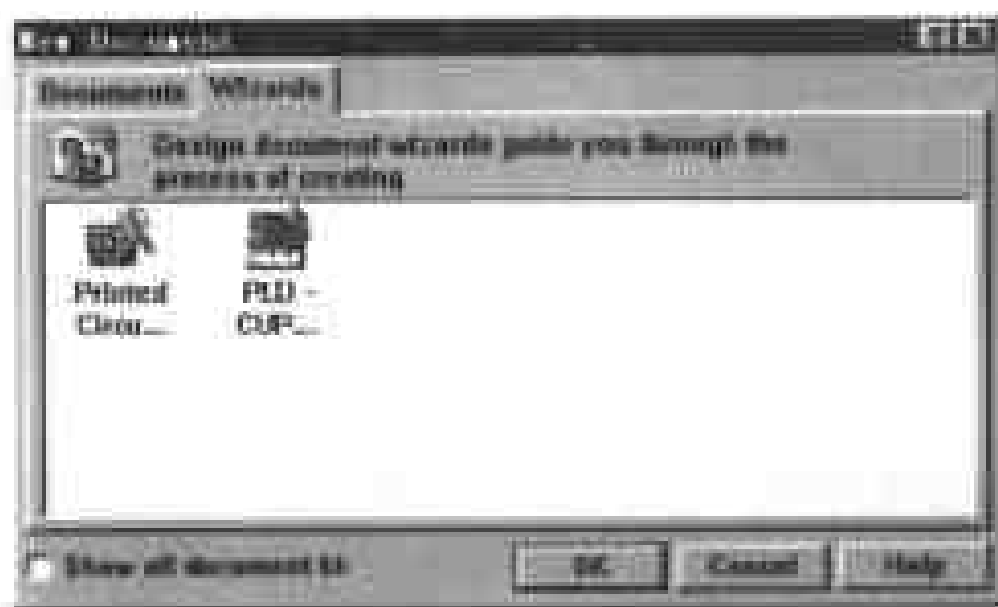 Documents Wizards
Design document wizards guide you through the
process of creating
Printed
Circu...
PLD -
CUP...
Show all document
OK Cancel Help